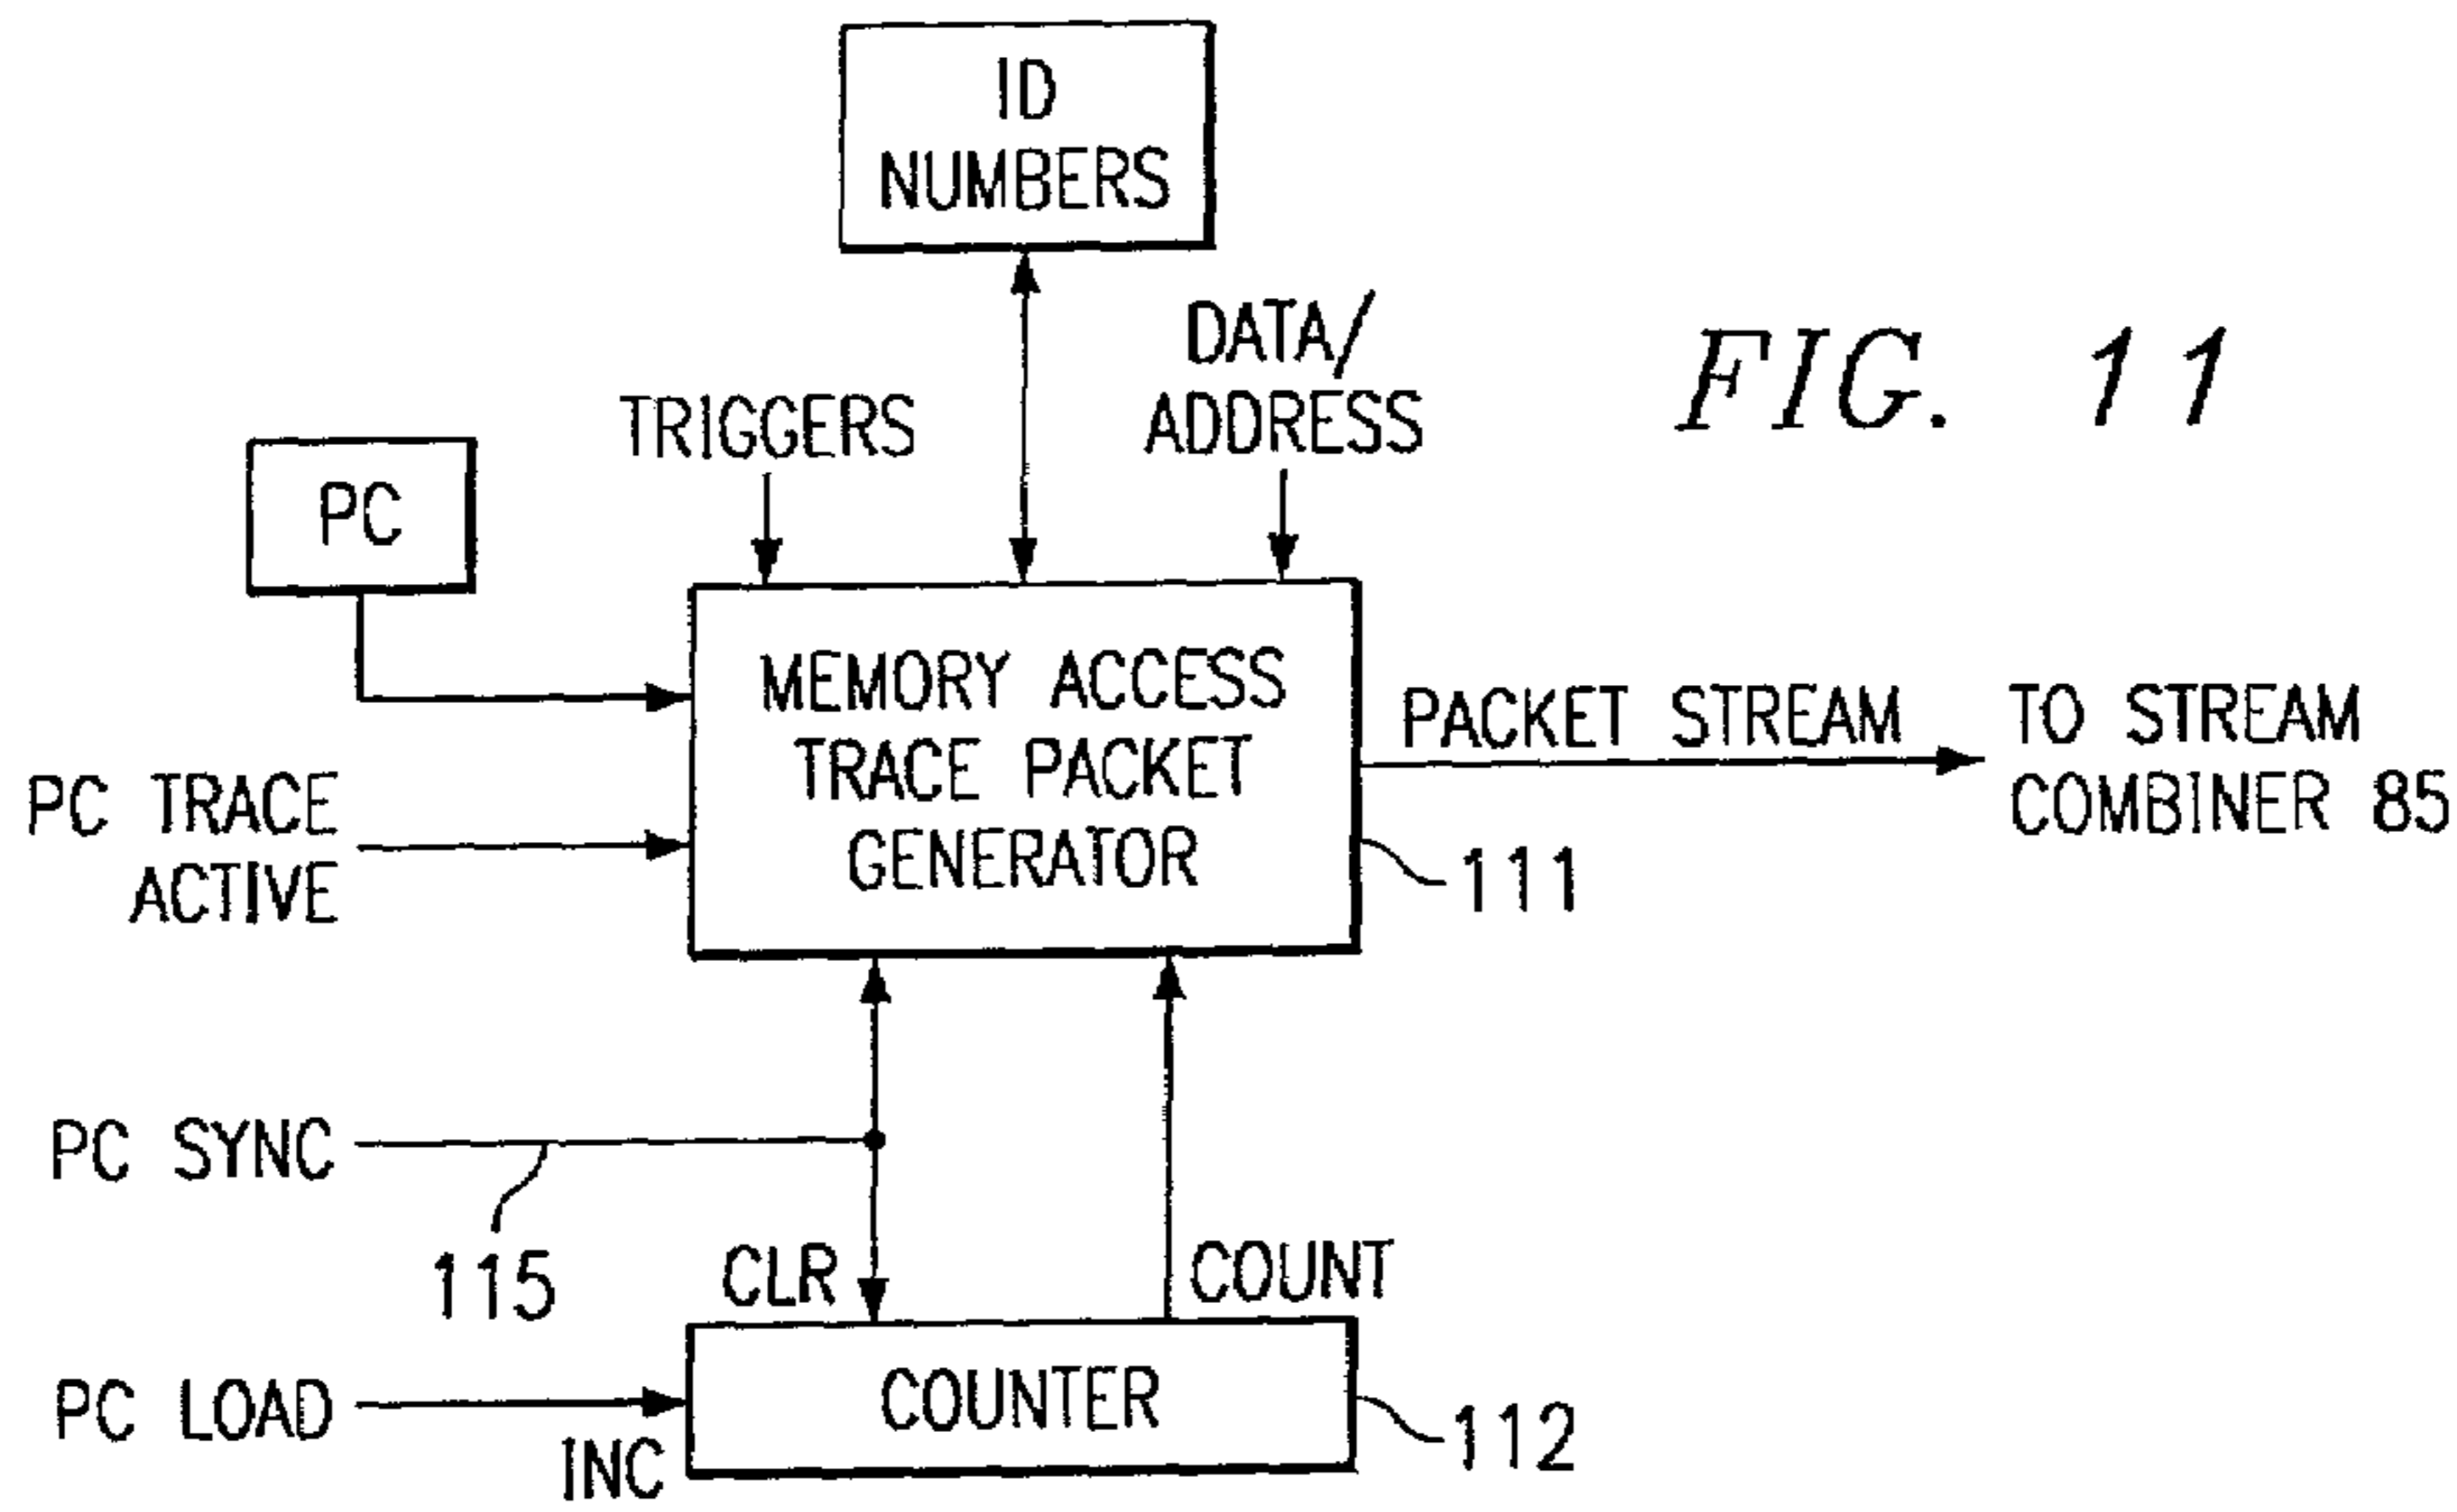 ID
NUMBERS
DATA/
ADDRESS
TRIGGERS
FIG. 11
PC
MEMORY ACCESS
TRACE PACKET
GENERATOR
PACKET STREAM
TO STREAM
COMBINER 85
PC TRACE
ACTIVE
111
PC SYNC
115
CLR
COUNT
PC LOAD
INC
COUNTER
112